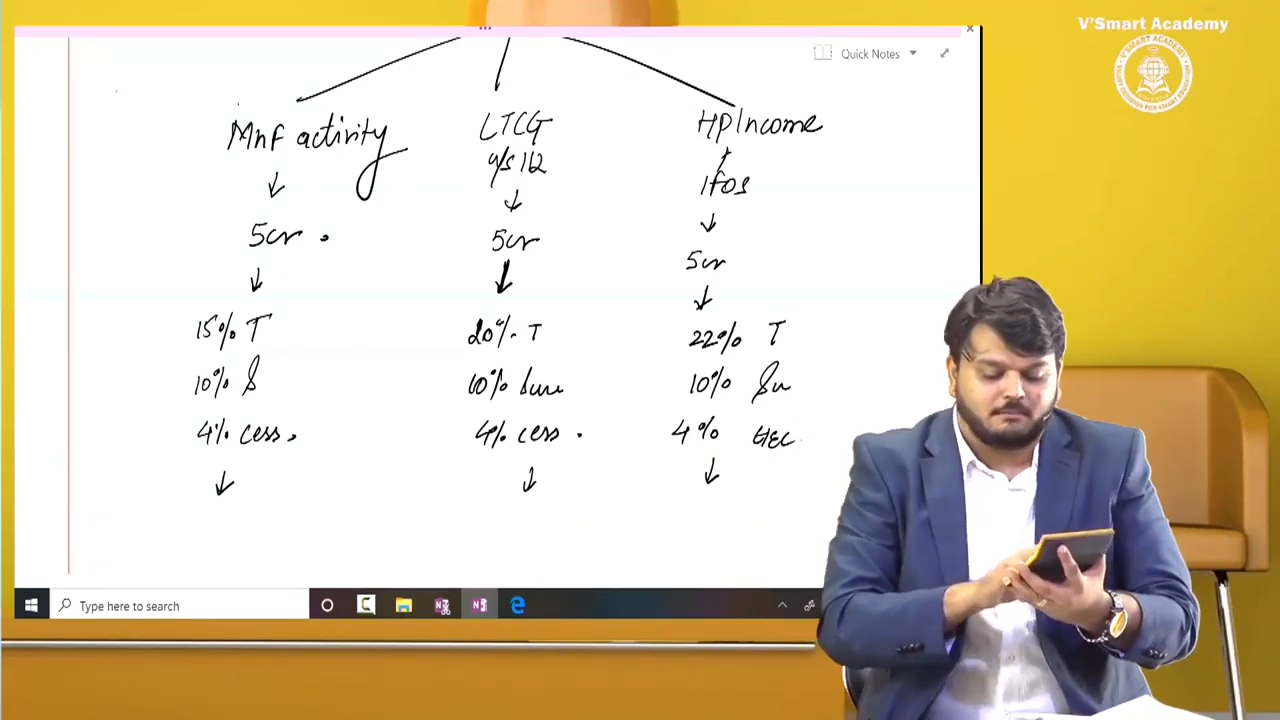 V'Smart Academy
Quick Notes
Mnf activity
5cr.
15% T
10% S
4% cess.
LTCG
u/s 112
5cr
20% T
10% Sur
4% cess.
HP Income
IFOS
5cr
22% T
10% Sur
4% HEC
Type here to search